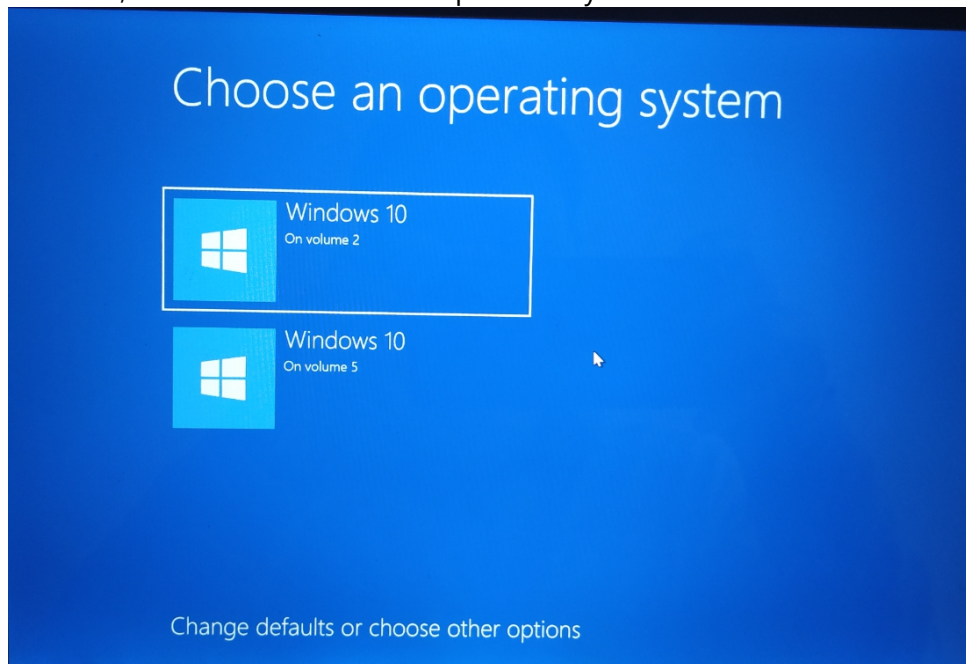 Choose an operating system
Windows 10
On volume 2
Windows 10
On volume 5
Change defaults or choose other options